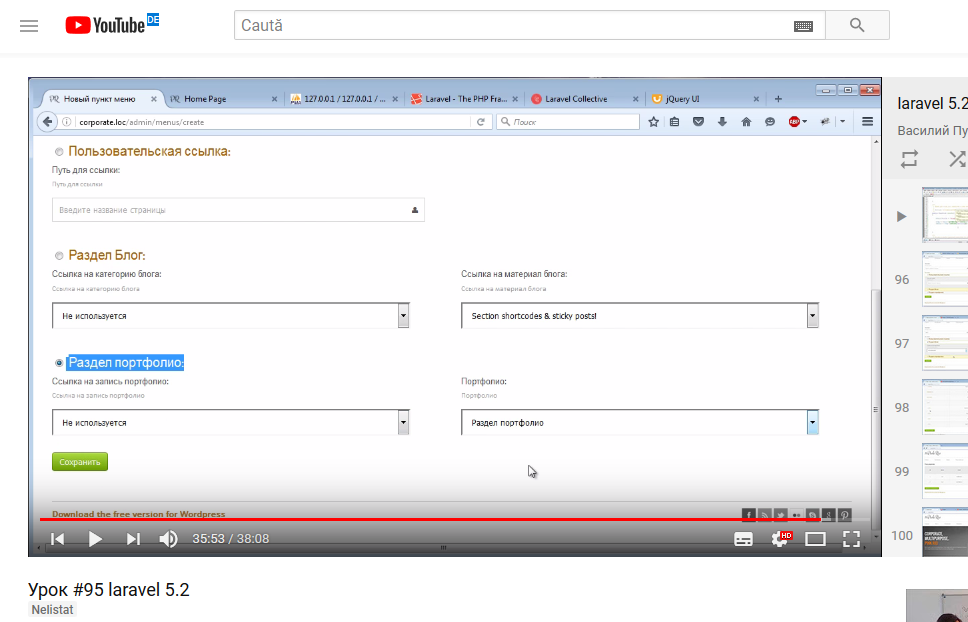 YouTube DE
Caută
Новый пункт меню
Home Page
127.0.0.1 / 127.0.0.1 / ...
Laravel - The PHP Fra...
Laravel Collective
jQuery UI
corporate.loc/admin/menus/create
Поиск
ABP
laravel 5.2
Василий Пу
Пользовательская ссылка:
Путь для ссылки:
Путь для ссылки
Введите название страницы
Раздел Блог:
Ссылка на категорию блога:
Ссылка на материал блога:
Ссылка на категорию блога
Ссылка на материал блога
Не используется
Section shortcodes & sticky posts!
Раздел портфолио:
Ссылка на запись портфолио:
Портфолио:
Ссылка на запись портфолио
Портфолио
Не используется
Раздел портфолио
Сохранить
Download the free version for Wordpress
35:53 / 38:08
HD
96
97
98
99
100
Урок #95 laravel 5.2
Nelistat